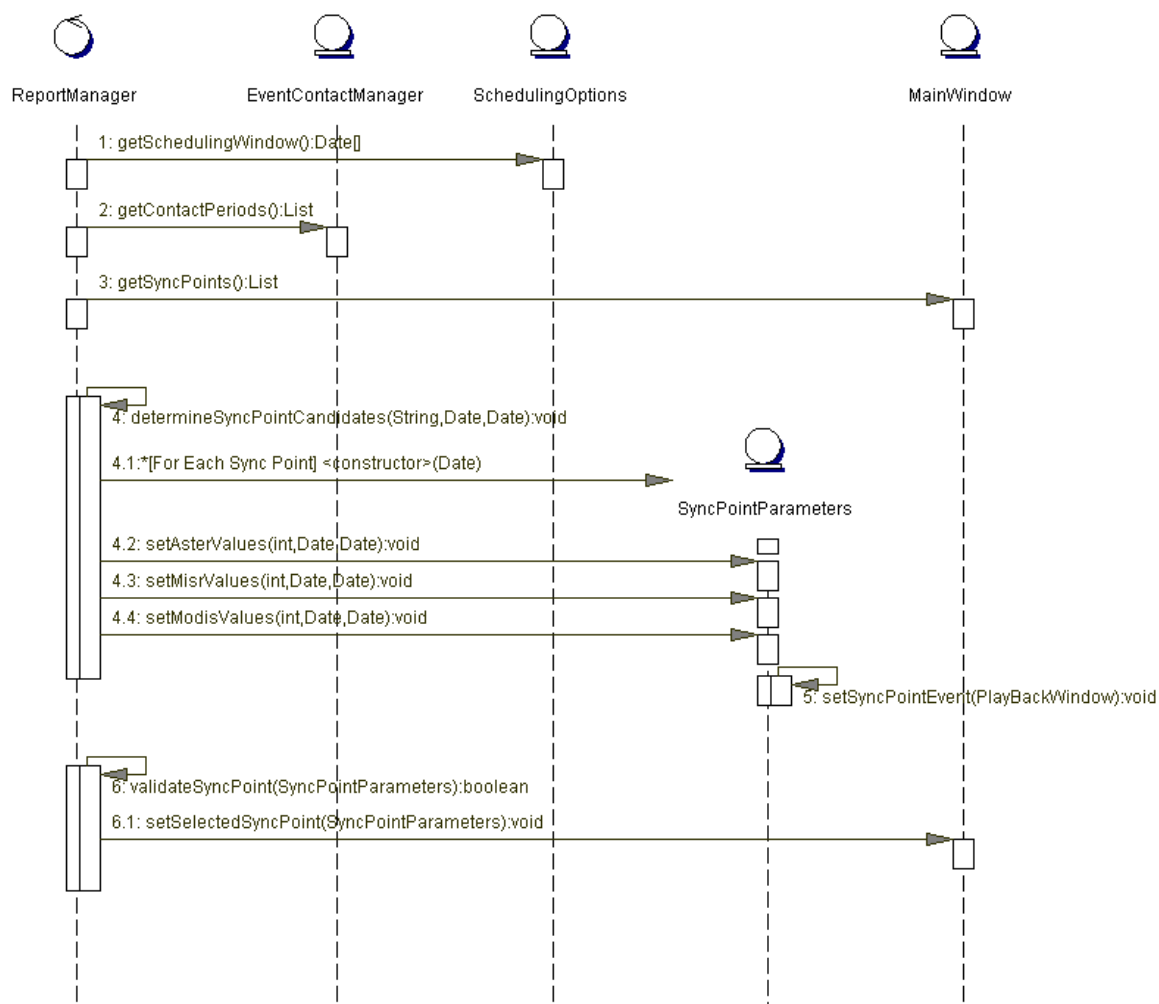 ReportManager EventContactManager SchedulingOptions MainWindow
1: getSchedulingWindow():Date[]
2: getContactPeriods():List
3: getSyncPoints():List
4: determineSyncPointCandidates(String,Date,Date):void
4.1:*[For Each Sync Point] <constructor>(Date)
SyncPointParameters
4.2: setAsterValues(int,Date,Date):void
4.3: setMisrValues(int,Date,Date):void
4.4: setModisValues(int,Date,Date):void
5: setSyncPointEvent(PlayBackWindow):void
6: validateSyncPoint(SyncPointParameters):boolean
6.1: setSelectedSyncPoint(SyncPointParameters):void